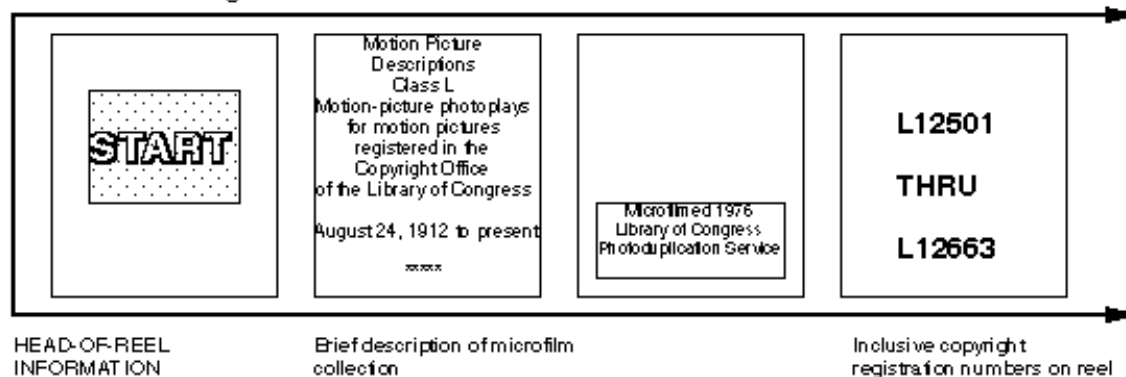 START
Motion Picture
Descriptions
Class L
Motion-picture photoplays
for motion pictures
registered in the
Copyright Office
of the Library of Congress
August 24, 1912 to present
*****
Microfilmed 1976
Library of Congress
Photoduplication Service
L12501
THRU
L12663
HEAD-OF-REEL
INFORMATION
Brief description of microfilm
collection
Inclusive copyright
registration numbers on reel